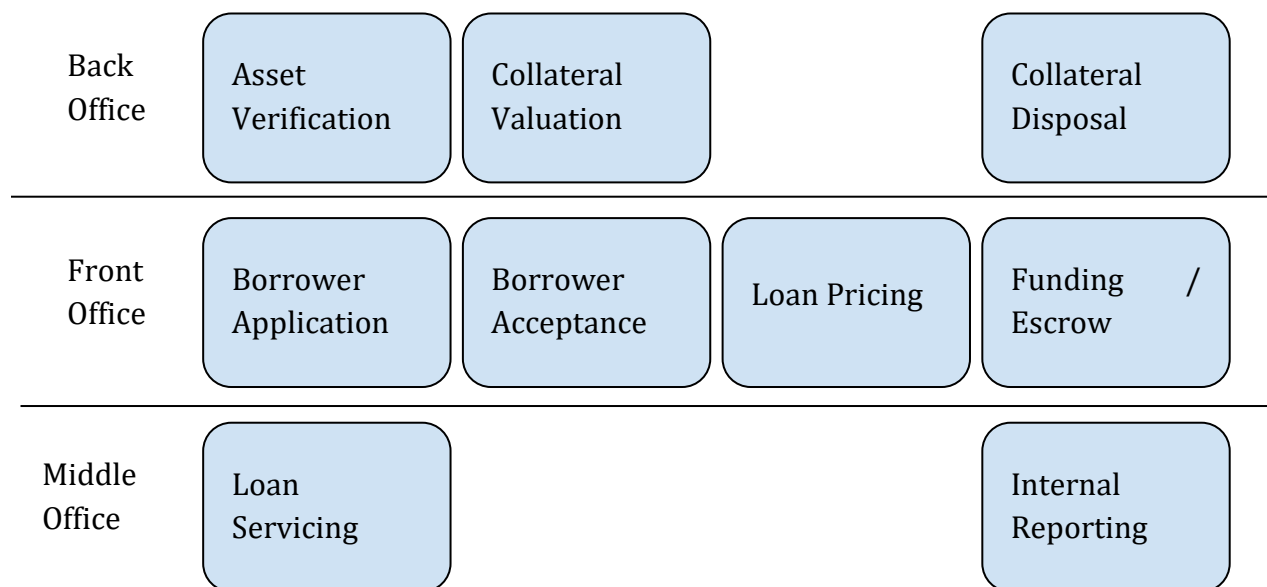 Back
Office
Asset
Verification
Collateral
Valuation
Collateral
Disposal
Front
Office
Borrower
Application
Borrower
Acceptance
Loan Pricing
Funding /
Escrow
Middle
Office
Loan
Servicing
Internal
Reporting